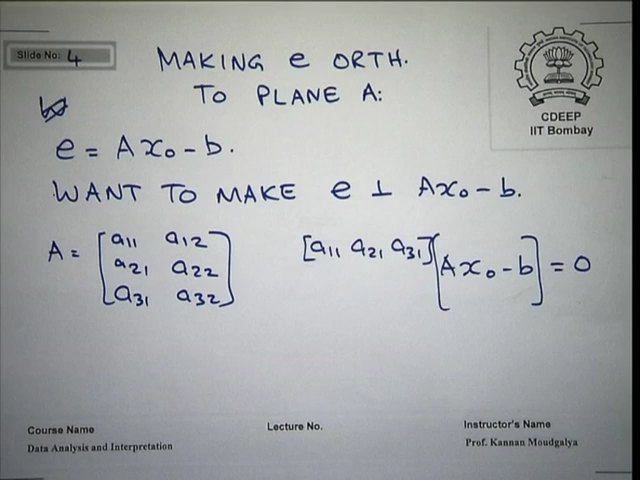 Slide No: 4
MAKING e ORTH.
TO PLANE A:
CDEEP
IIT Bombay
e = Ax₀ - b.
WANT TO MAKE e ⊥ Ax₀ - b.
A = [a11 a12
a21 a22
a31 a32]
[a11 a21 a31] [Ax₀ - b] = 0
Course Name
Data Analysis and Interpretation
Lecture No.
Instructor's Name
Prof. Kannan Moudgalya